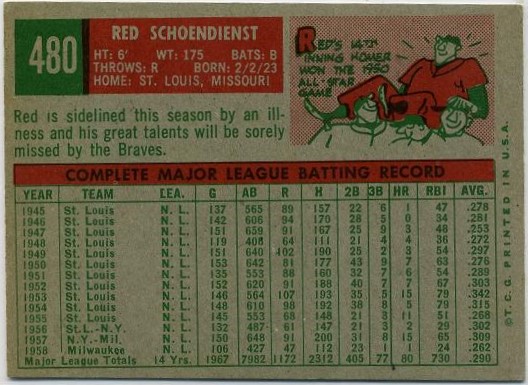 480
RED SCHOENDIENST
HT: 6' WT: 175 BATS: B
THROWS: R BORN: 2/2/23
HOME: ST. LOUIS, MISSOURI
RED'S 14TH
INNING HOMER
WON THE 1950
ALL-STAR
GAME
Red is sidelined this season by an ill-
ness and his great talents will be sorely
missed by the Braves.
COMPLETE MAJOR LEAGUE BATTING RECORD
YEAR TEAM LEA. G AB R H 2B 3B HR RBI AVG.
1945 St. Louis N. L. 137 565 89 157 22 6 1 47 .278
1946 St. Louis N. L. 142 606 94 170 28 5 0 34 .281
1947 St. Louis N. L. 151 659 91 167 25 9 3 48 .253
1948 St. Louis N. L. 119 408 64 111 21 4 4 36 .272
1949 St. Louis N. L. 151 640 102 190 25 2 3 54 .297
1950 St. Louis N. L. 153 642 81 177 43 9 7 63 .276
1951 St. Louis N. L. 135 553 88 160 32 7 6 54 .289
1952 St. Louis N. L. 152 620 91 188 40 7 7 67 .303
1953 St. Louis N. L. 146 564 107 193 35 5 15 79 .342
1954 St. Louis N. L. 148 610 98 192 38 8 5 79 .315
1955 St. Louis N. L. 145 553 68 148 21 3 11 51 .268
1956 St.L.-N.Y. N. L. 132 487 61 147 21 3 2 29 .302
1957 N.Y.-Mil. N. L. 150 648 91 200 31 8 15 65 .309
1958 Milwaukee N. L. 106 427 47 112 23 1 1 24 .262
Major League Totals 14 Yrs. 1967 7982 1172 2312 405 77 80 730 .290
© T. C. G. PRINTED IN U.S.A.